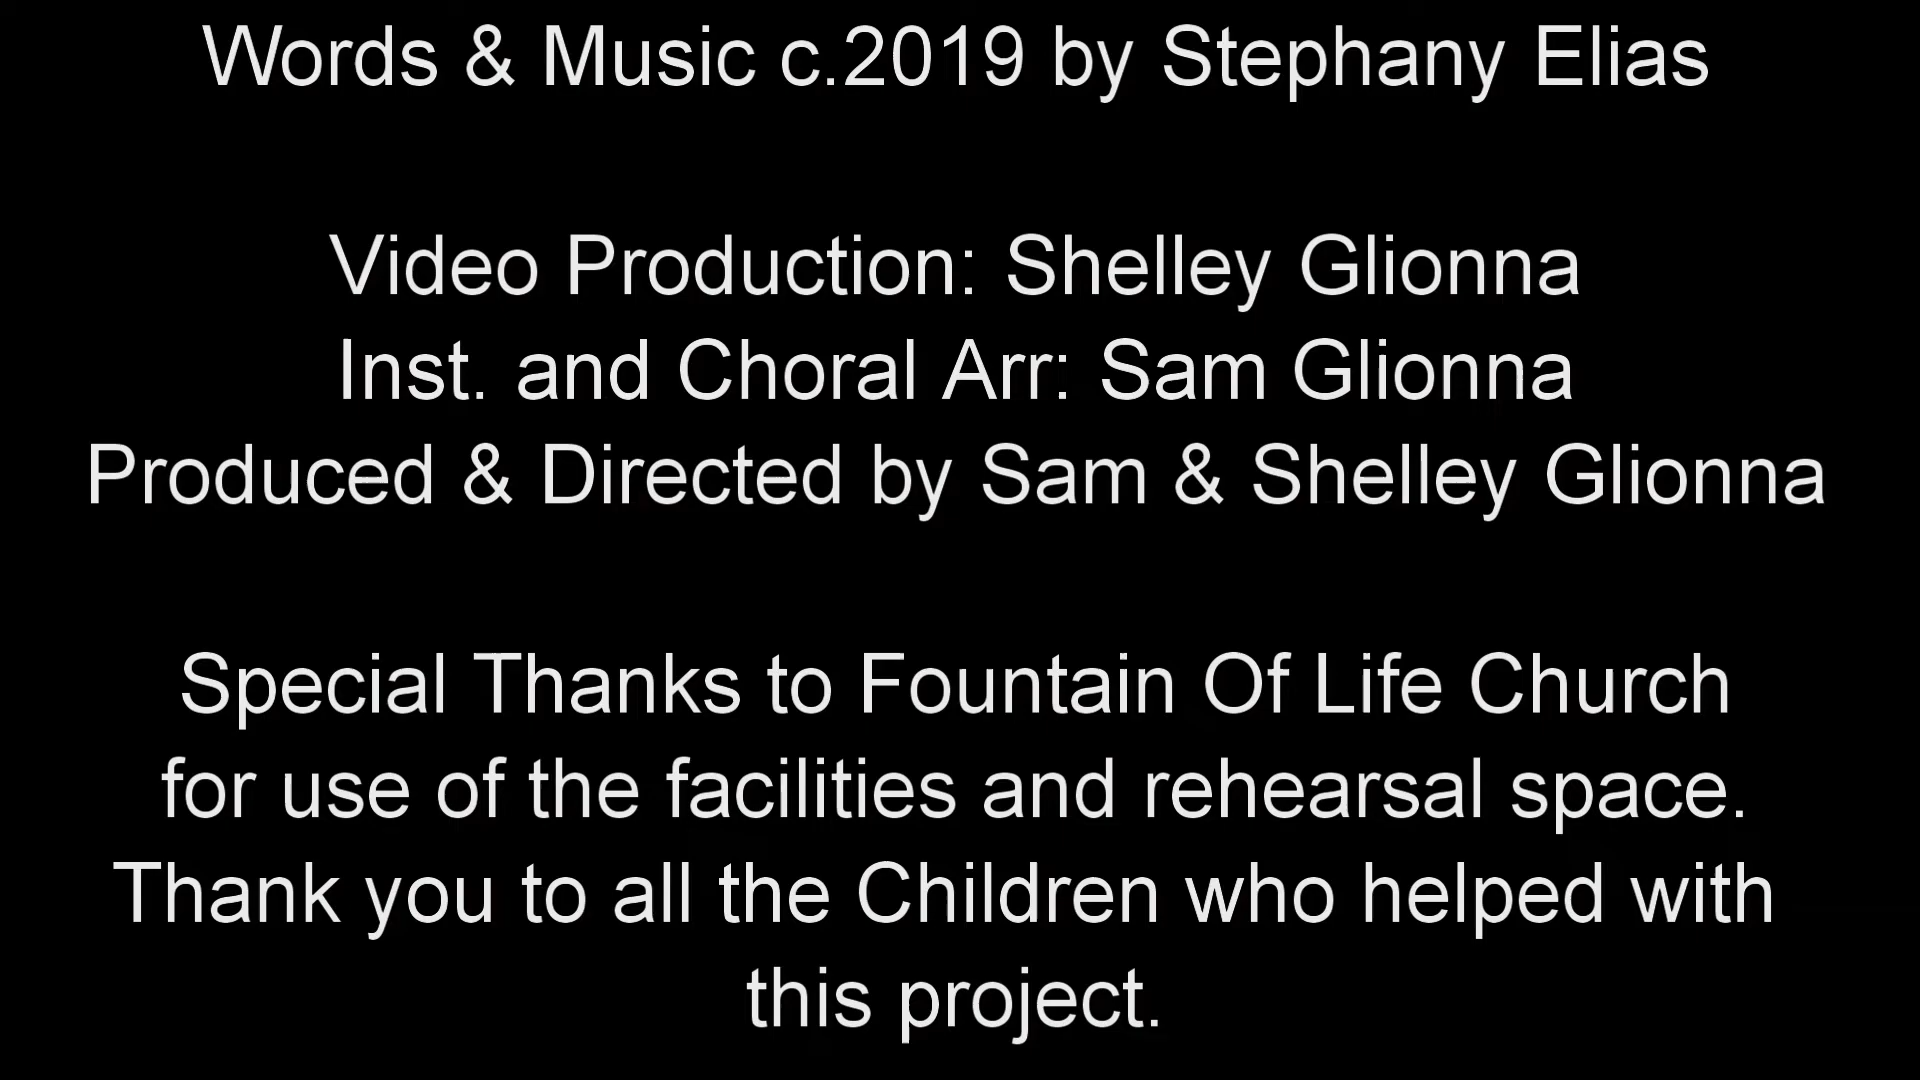 Words & Music c.2019 by Stephany Elias
Video Production: Shelley Glionna
Inst. and Choral Arr: Sam Glionna
Produced & Directed by Sam & Shelley Glionna
Special Thanks to Fountain Of Life Church
for use of the facilities and rehearsal space.
Thank you to all the Children who helped with
this project.